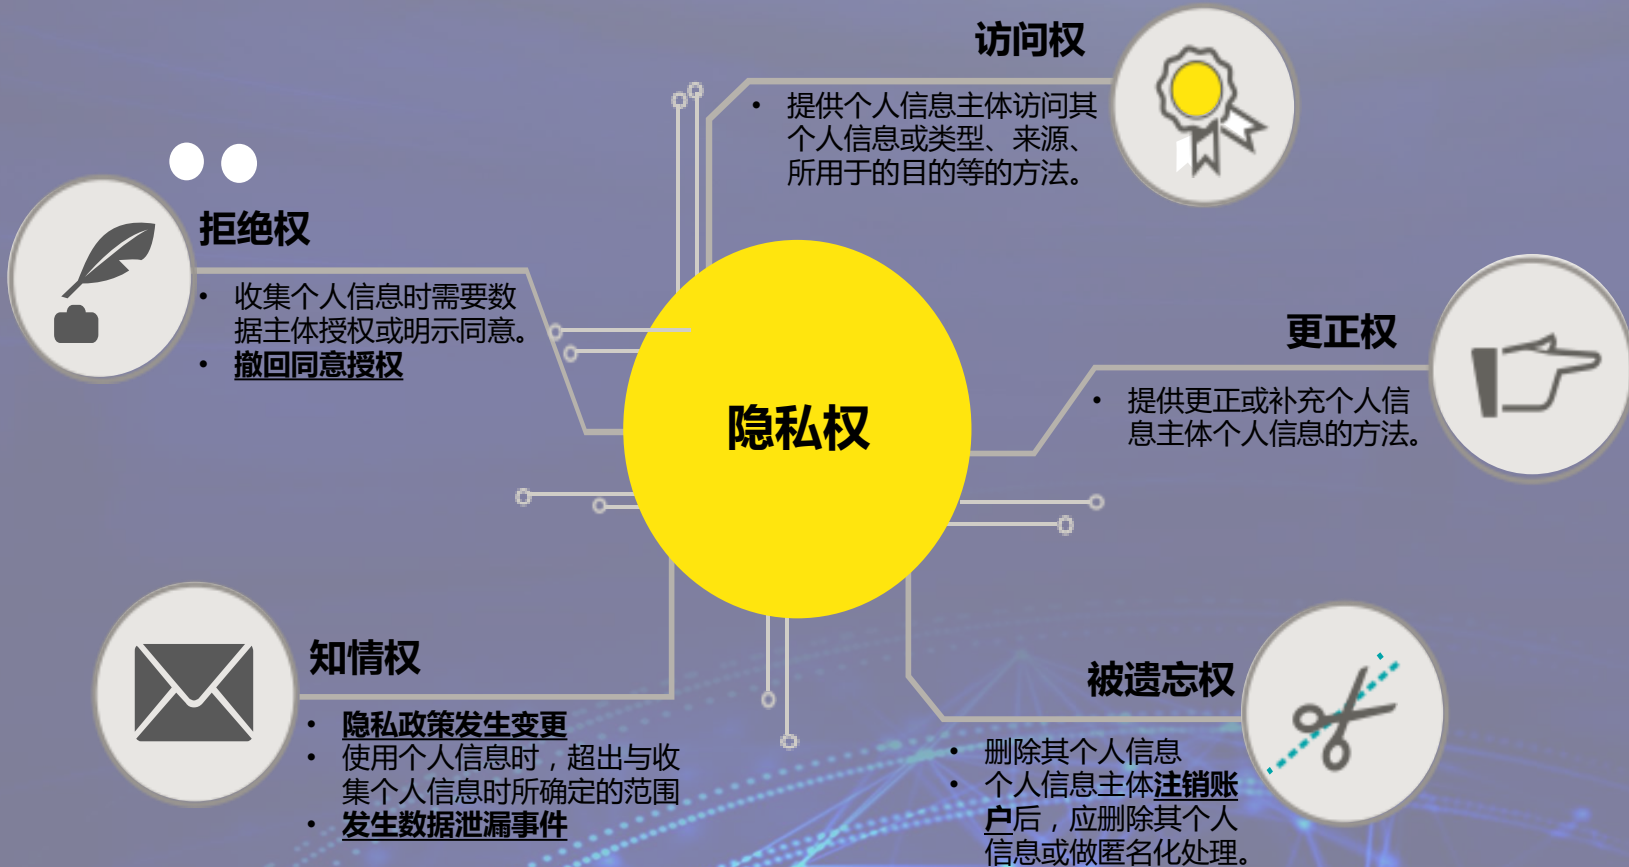 访问权
• 提供个人信息主体访问其
个人信息或类型、来源、
所用于的目的等的方法。
拒绝权
• 收集个人信息时需要数
据主体授权或明示同意。
• 撤回同意授权
隐私权
更正权
• 提供更正或补充个人信
息主体个人信息的方法。
知情权
• 隐私政策发生变更
• 使用个人信息时，超出与收
集个人信息时所确定的范围
• 发生数据泄漏事件
被遗忘权
• 删除其个人信息
• 个人信息主体注销账
户后，应删除其个人
信息或做匿名化处理。